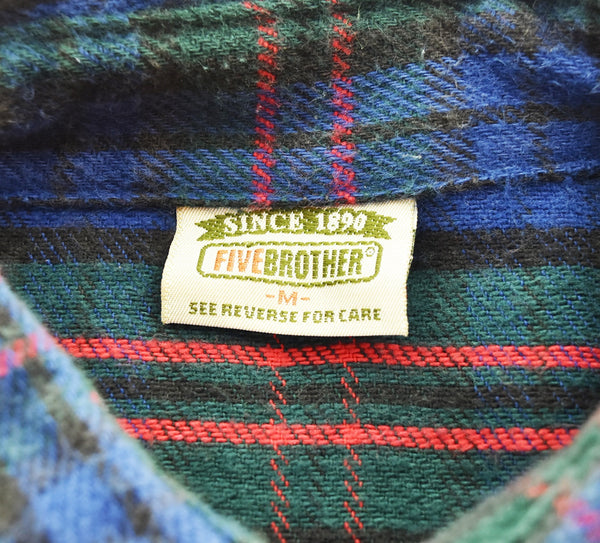 SINCE 1890
FIVEBROTHER®
-M-
SEE REVERSE FOR CARE